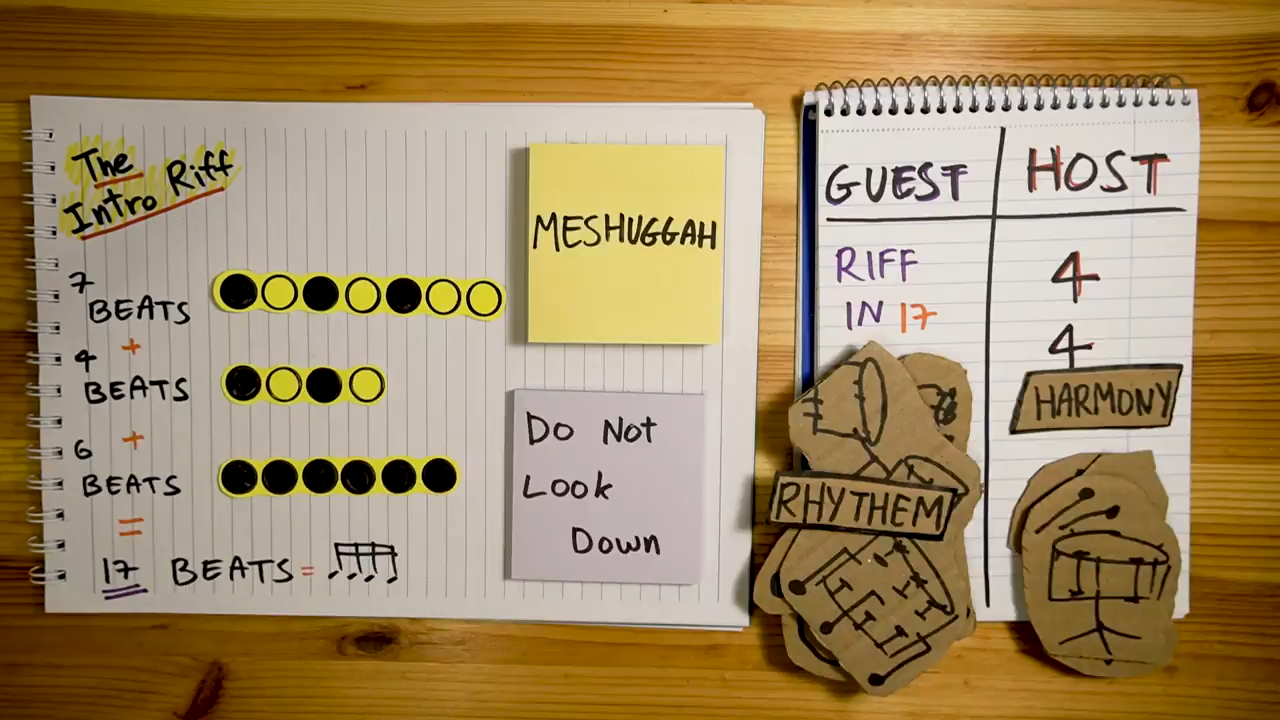 The
Intro Riff
7
BEATS
+
4
BEATS
+
6
BEATS
=
17 BEATS =
MESHUGGAH
Do Not
Look
Down
GUEST
RIFF
IN 17
RHYTHEM
HOST
4
4
HARMONY